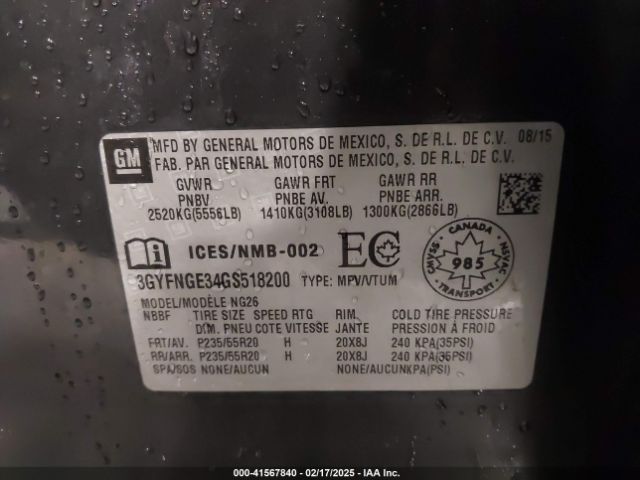 GM
MFD BY GENERAL MOTORS DE MEXICO, S. DE R.L. DE C.V. 08/15
FAB. PAR GENERAL MOTORS DE MEXICO, S. DE R.L. DE C.V.
GVWR GAWR FRT GAWR RR
PNBV PNBE AV. PNBE ARR.
2520KG(5556LB) 1410KG(3108LB) 1300KG(2866LB)
i ICES/NMB-002 EC
CANADA
CMVSS 985 NSVAC
TRANSPORT
3GYFNGE34GS518200 TYPE: MPV/VTUM
MODEL/MODÈLE NG26
NBBF TIRE SIZE SPEED RTG RIM COLD TIRE PRESSURE
DIM. PNEU COTE VITESSE JANTE PRESSION À FROID
FRT/AV. P235/55R20 H 20X8J 240 KPA(35PSI)
RR/ARR. P235/55R20 H 20X8J 240 KPA(35PSI)
SPA/SOS NONE/AUCUN NONE/AUCUNKPA(PSI)
000-41567840 - 02/17/2025 - IAA Inc.